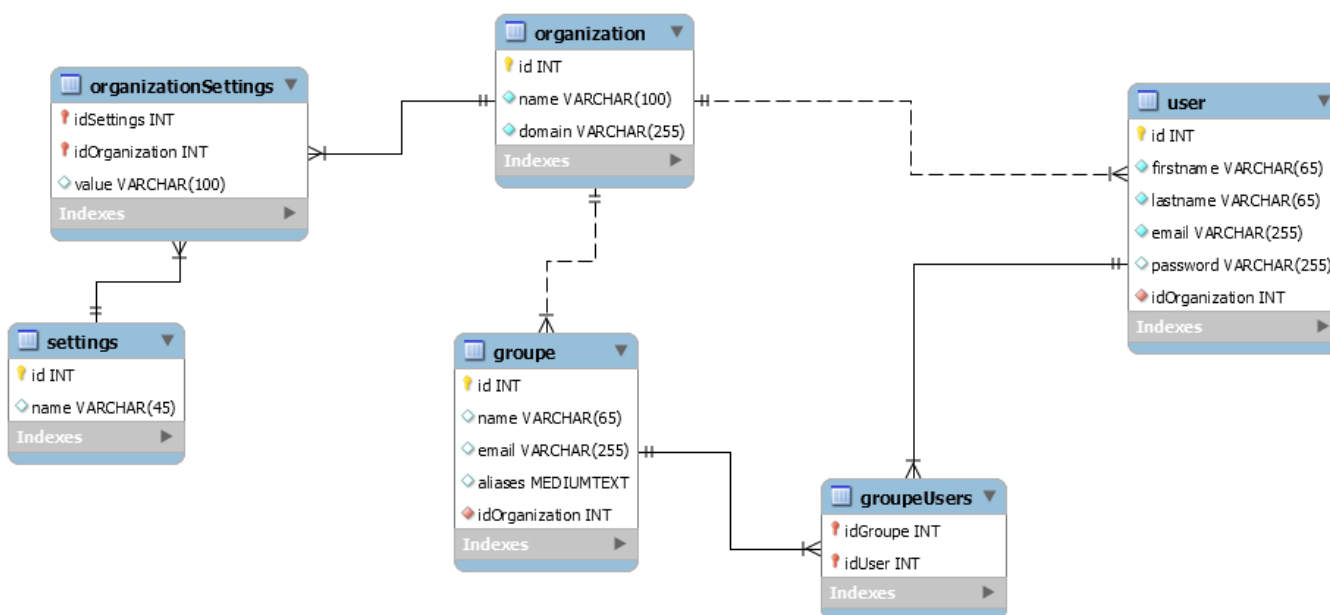 organization
id INT
name VARCHAR(100)
domain VARCHAR(255)
Indexes
organizationSettings
idSettings INT
idOrganization INT
value VARCHAR(100)
Indexes
user
id INT
firstname VARCHAR(65)
lastname VARCHAR(65)
email VARCHAR(255)
password VARCHAR(255)
idOrganization INT
Indexes
settings
id INT
name VARCHAR(45)
Indexes
groupe
id INT
name VARCHAR(65)
email VARCHAR(255)
aliases MEDIUMTEXT
idOrganization INT
Indexes
groupeUsers
idGroupe INT
idUser INT
Indexes